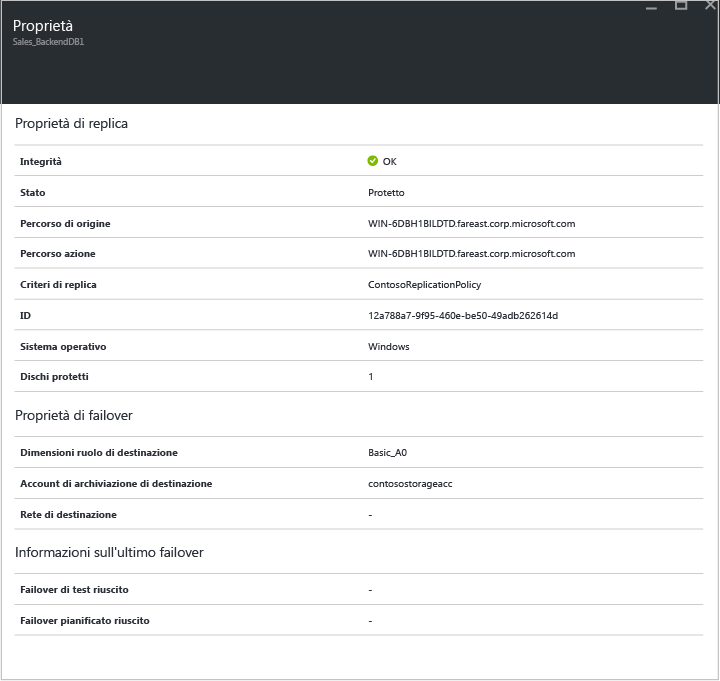 Proprietà
Sales_BackendDB1
Proprietà di replica
Integrità OK
Stato Protetto
Percorso di origine WIN-6DBH1BILDTD.fareast.corp.microsoft.com
Percorso azione WIN-6DBH1BILDTD.fareast.corp.microsoft.com
Criteri di replica ContosoReplicationPolicy
ID 12a788a7-9f95-460e-be50-49adb262614d
Sistema operativo Windows
Dischi protetti 1
Proprietà di failover
Dimensioni ruolo di destinazione Basic_A0
Account di archiviazione di destinazione contosostorageacc
Rete di destinazione -
Informazioni sull'ultimo failover
Failover di test riuscito -
Failover pianificato riuscito -